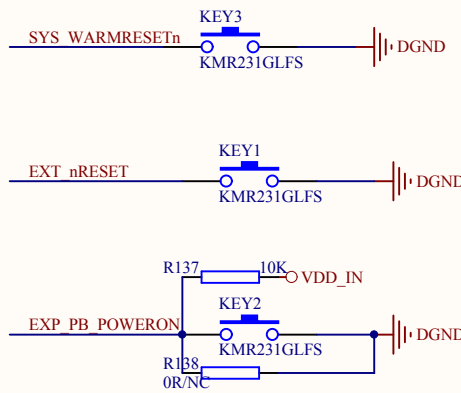 KEY3
SYS_WARMRESETn
DGND
KMR231GLFS
KEY1
EXT_nRESET
DGND
KMR231GLFS
R137 10K VDD_IN
KEY2
EXP_PB_POWERON
DGND
KMR231GLFS
R138
0R/NC